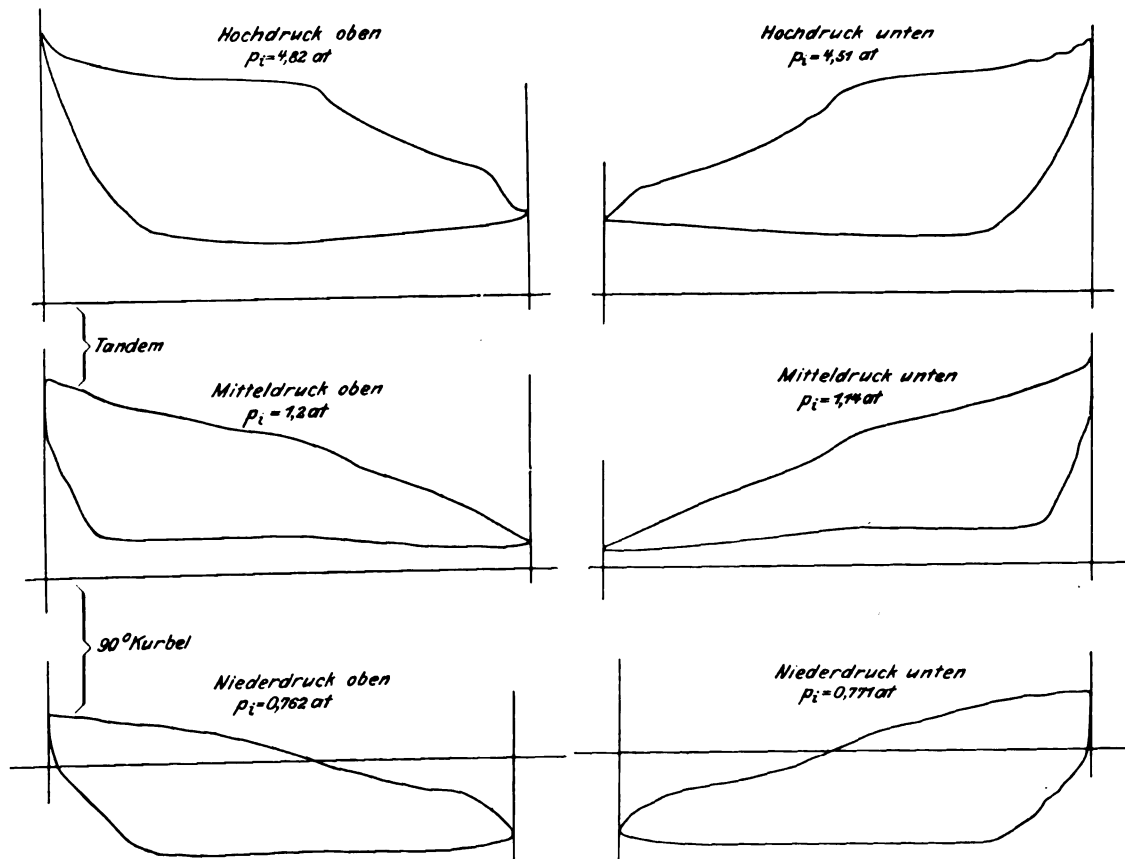 Hochdruck oben
pi=4,82 at
Hochdruck unten
pi=4,51 at
Tandem
Mitteldruck oben
pi=1,2 at
Mitteldruck unten
pi=1,14 at
90° Kurbel
Niederdruck oben
pi=0,762 at
Niederdruck unten
pi=0,771 at